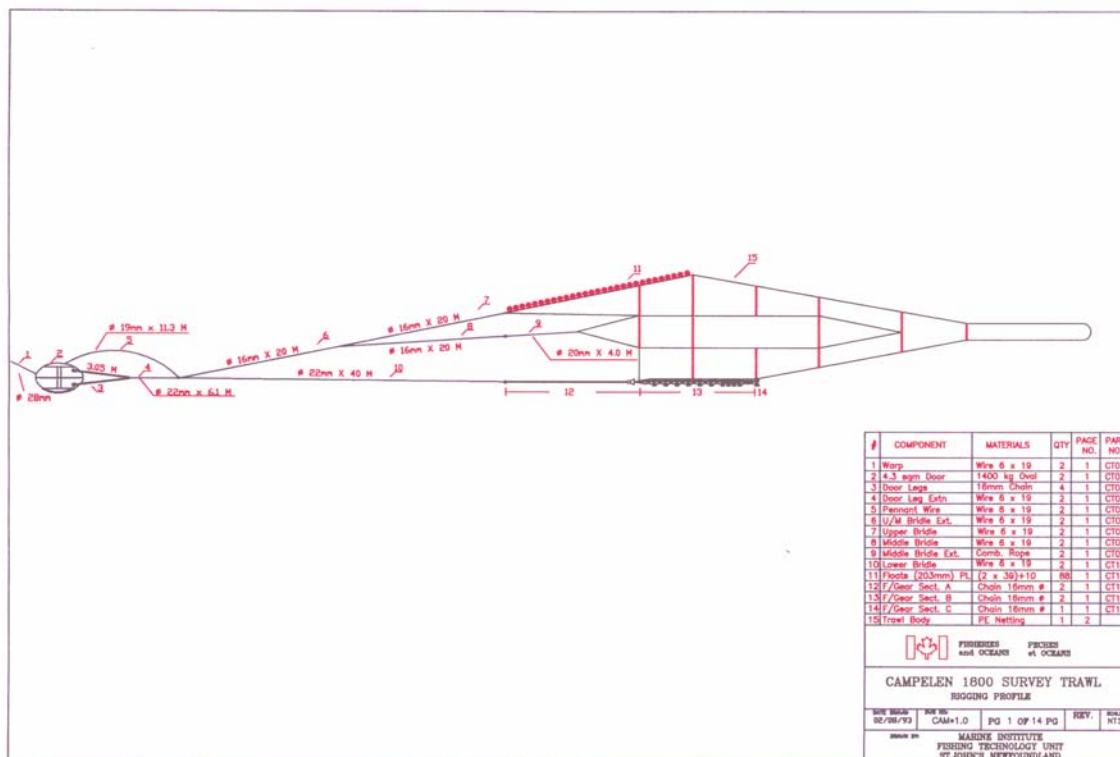 11
15
7
ø 16mm X 20 M
8
9
6
ø 19mm x 11.3 M
5
ø 16mm X 20 M
ø 16mm X 20 M
ø 20mm X 4.0 M
1
2
3.05 M
4
10
ø 22mm X 40 M
3
ø 28mm
ø 22mm x 6.1 M
12
13
14
# COMPONENT MATERIALS QTY PAGE NO.
1 Warp Wire 6 x 19 2 1
2 4.3 sqm Door 1400 kg Oval 2 1
3 Door Legs 16mm Chain 4 1
4 Door Leg Extn Wire 6 x 19 2 1
5 Pennant Wire Wire 6 x 19 2 1
6 U/M Bridle Ext. Wire 6 x 19 2 1
7 Upper Bridle Wire 6 x 19 2 1
8 Middle Bridle Wire 6 x 19 2 1
9 Middle Bridle Ext. Comb. Rope 2 1
10 Lower Bridle Wire 6 x 19 2 1
11 Floats (203mm) PL (2 x 39)+10 88 1
12 F/Gear Sect. A Chain 16mm ø 2 1
13 F/Gear Sect. B Chain 16mm ø 2 1
14 F/Gear Sect. C Chain 16mm ø 1 1
15 Trawl Body PE Netting 1 2
FISHERIES and OCEANS
PECHES et OCEANS
CAMPELEN 1800 SURVEY TRAWL
RIGGING PROFILE
DATE DRAWN
02/08/93
CAM*1.0
PG 1 OF 14 PG
REV.
DRAWN BY
MARINE INSTITUTE
FISHING TECHNOLOGY UNIT
ST JOHN'S NEWFOUNDLAND